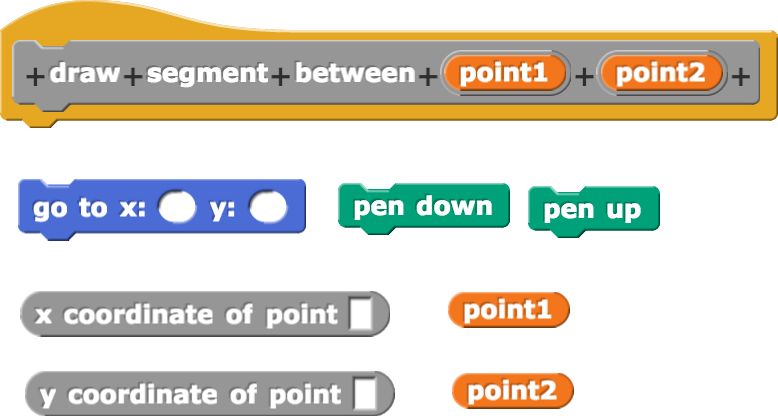 + draw + segment + between + point1 + point2 +
go to x: y: pen down pen up
x coordinate of point point1
y coordinate of point point2